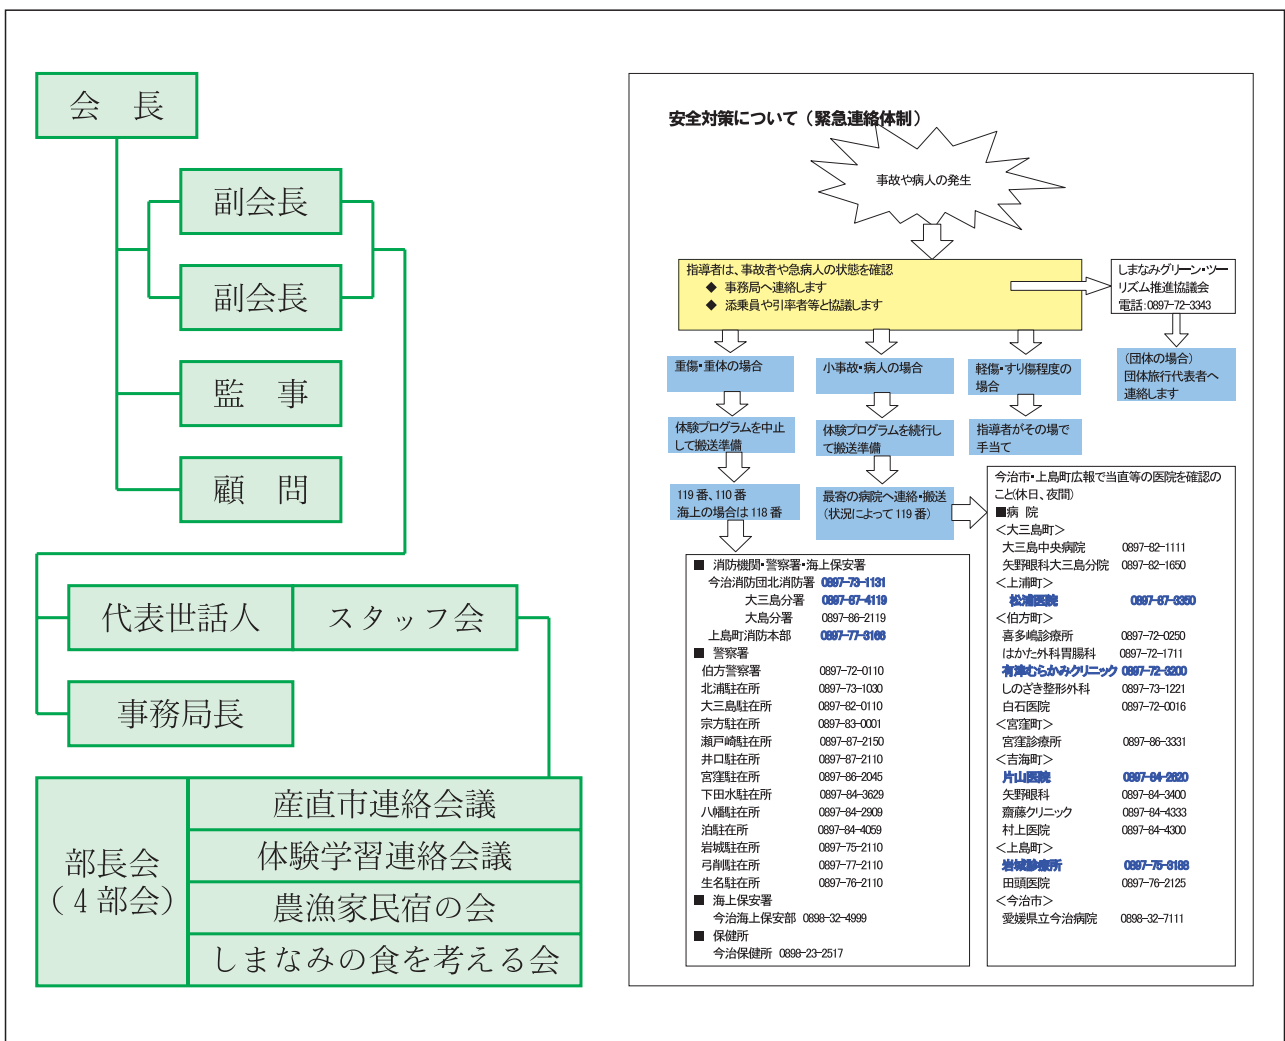 会　長
副会長
副会長
監　事
顧　問
代表世話人
スタッフ会
事務局長
部長会
（４部会）
産直市連絡会議
体験学習連絡会議
農漁家民宿の会
しまなみの食を考える会
安全対策について（緊急連絡体制）
事故や病人の発生
指導者は、事故者や急病人の状態を確認
◆ 事務局へ連絡します
◆ 添乗員や引率者等と協議します
しまなみグリーン・ツー
リズム推進協議会
電話：0897-72-3343
（団体の場合）
団体旅行代表者へ
連絡します
重傷・重体の場合
小事故・病人の場合
軽傷・すり傷程度の
場合
体験プログラムを中止
して搬送準備
体験プログラムを続行し
て搬送準備
指導者がその場で
手当て
119番、110番
海上の場合は118番
最寄の病院へ連絡・搬送
（状況によって119番）
■ 消防機関・警察署・海上保安署
今治消防団北消防署 0897-73-1131
大三島分署 0897-87-4119
大島分署 0897-86-2119
上島町消防本部 0897-77-3166
■ 警察署
伯方警察署 0897-72-0110
北浦駐在所 0897-73-1030
大三島駐在所 0897-82-0110
宗方駐在所 0897-83-0001
瀬戸崎駐在所 0897-87-2150
井口駐在所 0897-87-2110
宮窪駐在所 0897-86-2045
下田水駐在所 0897-84-3629
八幡駐在所 0897-84-2909
泊駐在所 0897-84-4059
岩城駐在所 0897-75-2110
弓削駐在所 0897-77-2110
生名駐在所 0897-76-2110
■ 海上保安署
今治海上保安部 0898-32-4999
■ 保健所
今治保健所 0898-23-2517
今治市・上島町広報で当直等の医院を確認の
こと(休日、夜間)
■病 院
＜大三島町＞
大三島中央病院 0897-82-1111
矢野眼科大三島分院 0897-82-1650
＜上浦町＞
松浦医院 0897-87-3350
＜伯方町＞
喜多嶋診療所 0897-72-0250
はかた外科胃腸科 0897-72-1711
有津むらかみクリニック 0897-72-3200
しのざき整形外科 0897-73-1221
白石医院 0897-72-0016
＜宮窪町＞
宮窪診療所 0897-86-3331
＜吉海町＞
片山医院 0897-84-2620
矢野眼科 0897-84-3400
齋藤クリニック 0897-84-4333
村上医院 0897-84-4300
＜上島町＞
岩城診療所 0897-75-3188
田頭医院 0897-76-2125
＜今治市＞
愛媛県立今治病院 0898-32-7111